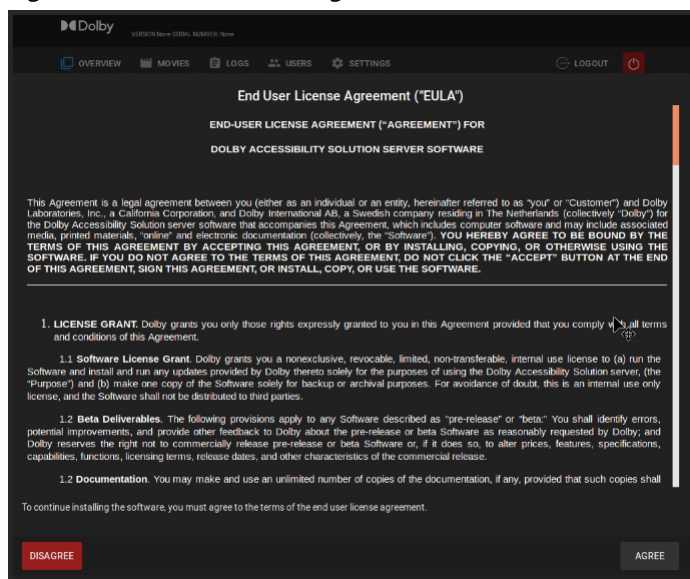 Dolby
VERSION None SERIAL NUMBER: None
OVERVIEW MOVIES LOGS USERS SETTINGS LOGOUT
End User License Agreement ("EULA")
END-USER LICENSE AGREEMENT (“AGREEMENT”) FOR
DOLBY ACCESSIBILITY SOLUTION SERVER SOFTWARE
This Agreement is a legal agreement between you (either as an individual or an entity, hereinafter referred to as “you” or “Customer”) and Dolby
Laboratories, Inc., a California Corporation, and Dolby International AB, a Swedish company residing in The Netherlands (collectively “Dolby”) for
the Dolby Accessibility Solution server software that accompanies this Agreement, which includes computer software and may include associated
media, printed materials, “online” and electronic documentation (collectively, the “Software”). YOU HEREBY AGREE TO BE BOUND BY THE
TERMS OF THIS AGREEMENT BY ACCEPTING THIS AGREEMENT, OR BY INSTALLING, COPYING, OR OTHERWISE USING THE
SOFTWARE. IF YOU DO NOT AGREE TO THE TERMS OF THIS AGREEMENT, DO NOT CLICK THE “ACCEPT” BUTTON AT THE END
OF THIS AGREEMENT, SIGN THIS AGREEMENT, OR INSTALL, COPY, OR USE THE SOFTWARE.
1. LICENSE GRANT. Dolby grants you only those rights expressly granted to you in this Agreement provided that you comply with all terms
and conditions of this Agreement.
1.1 Software License Grant. Dolby grants you a nonexclusive, revocable, limited, non-transferable, internal use license to (a) run the
Software and install and run any updates provided by Dolby thereto solely for the purposes of using the Dolby Accessibility Solution server, (the
“Purpose”) and (b) make one copy of the Software solely for backup or archival purposes. For avoidance of doubt, this is an internal use only
license, and the Software shall not be distributed to third parties.
1.2 Beta Deliverables. The following provisions apply to any Software described as “pre-release” or “beta:” You shall identify errors,
potential improvements, and provide other feedback to Dolby about the pre-release or beta Software as reasonably requested by Dolby; and
Dolby reserves the right not to commercially release pre-release or beta Software or, if it does so, to alter prices, features, specifications,
capabilities, functions, licensing terms, release dates, and other characteristics of the commercial release.
1.2 Documentation. You may make and use an unlimited number of copies of the documentation, if any, provided that such copies shall
To continue installing the software, you must agree to the terms of the end user license agreement.
DISAGREE AGREE